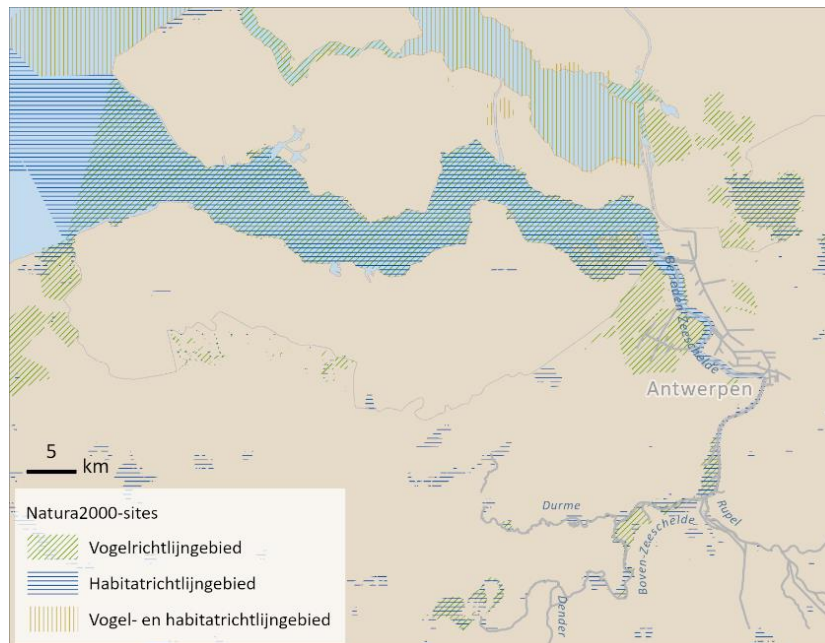 Beneden-Zeeschelde
Antwerpen
5
km
Natura2000-sites
Vogelrichtlijngebied
Habitatrichtlijngebied
Vogel- en habitatrichtlijngebied
Durme
Boven-Zeeschelde
Rupel
Dender